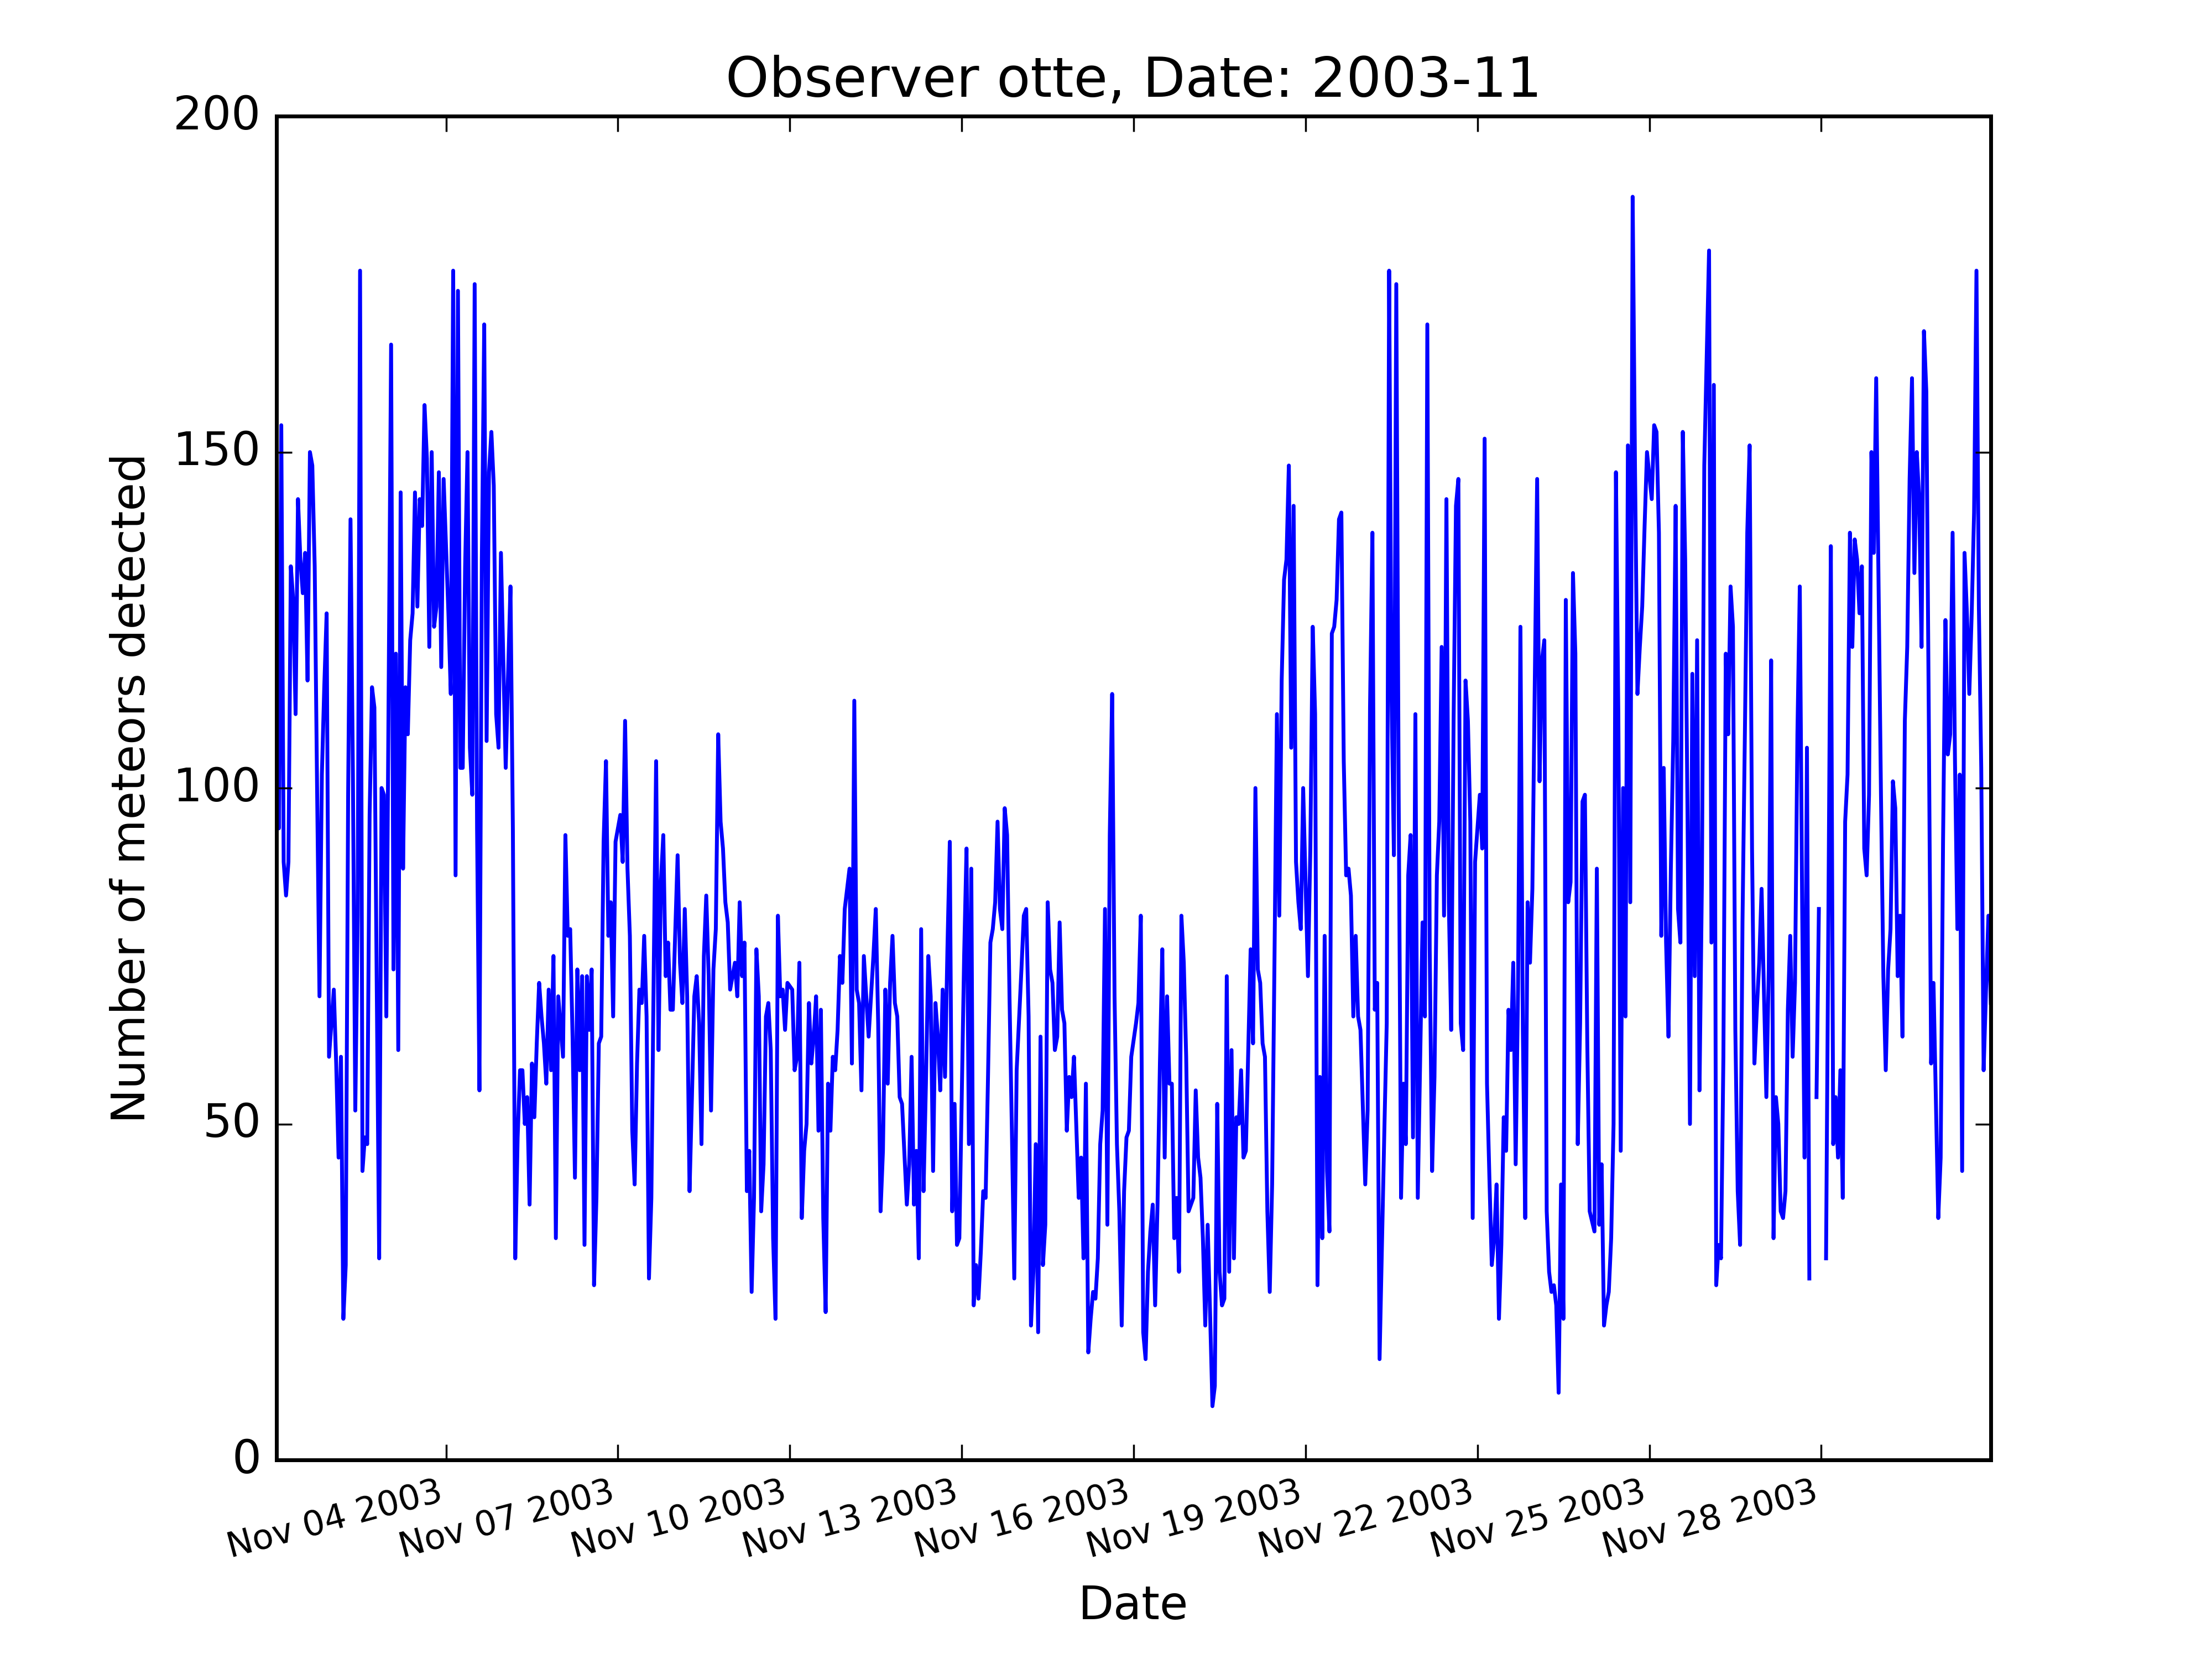 Observer otte, Date: 2003-11
200
150
100
50
0
Number of meteors detected
Nov 04 2003
Nov 07 2003
Nov 10 2003
Nov 13 2003
Nov 16 2003
Nov 19 2003
Nov 22 2003
Nov 25 2003
Nov 28 2003
Date